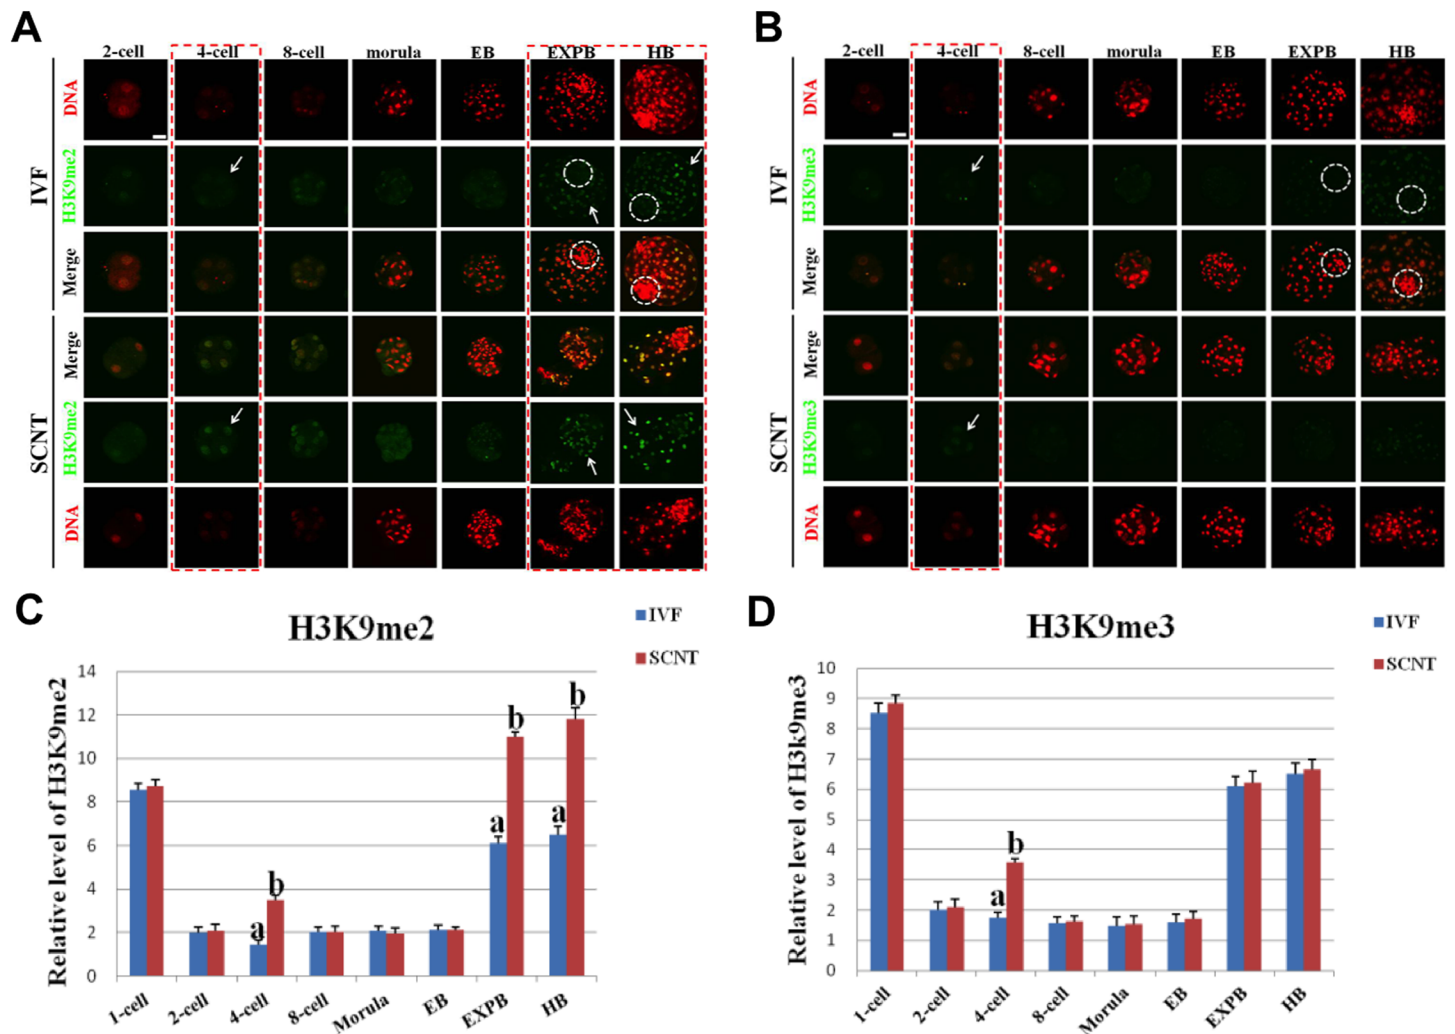 A
2-cell 4-cell 8-cell morula EB EXPB HB
IVF
DNA
H3K9me2
Merge
SCNT
Merge
H3K9me2
DNA
B
2-cell 4-cell 8-cell morula EB EXPB HB
IVF
DNA
H3K9me3
Merge
SCNT
Merge
H3K9me3
DNA
C
H3K9me2
IVF
SCNT
Relative level of H3K9me2
14
12
10
8
6
4
2
0
a b a b a b
1-cell 2-cell 4-cell 8-cell Morula EB EXPB HB
D
H3K9me3
IVF
SCNT
Relative level of H3k9me3
10
9
8
7
6
5
4
3
2
1
0
a b
1-cell 2-cell 4-cell 8-cell Morula EB EXPB HB